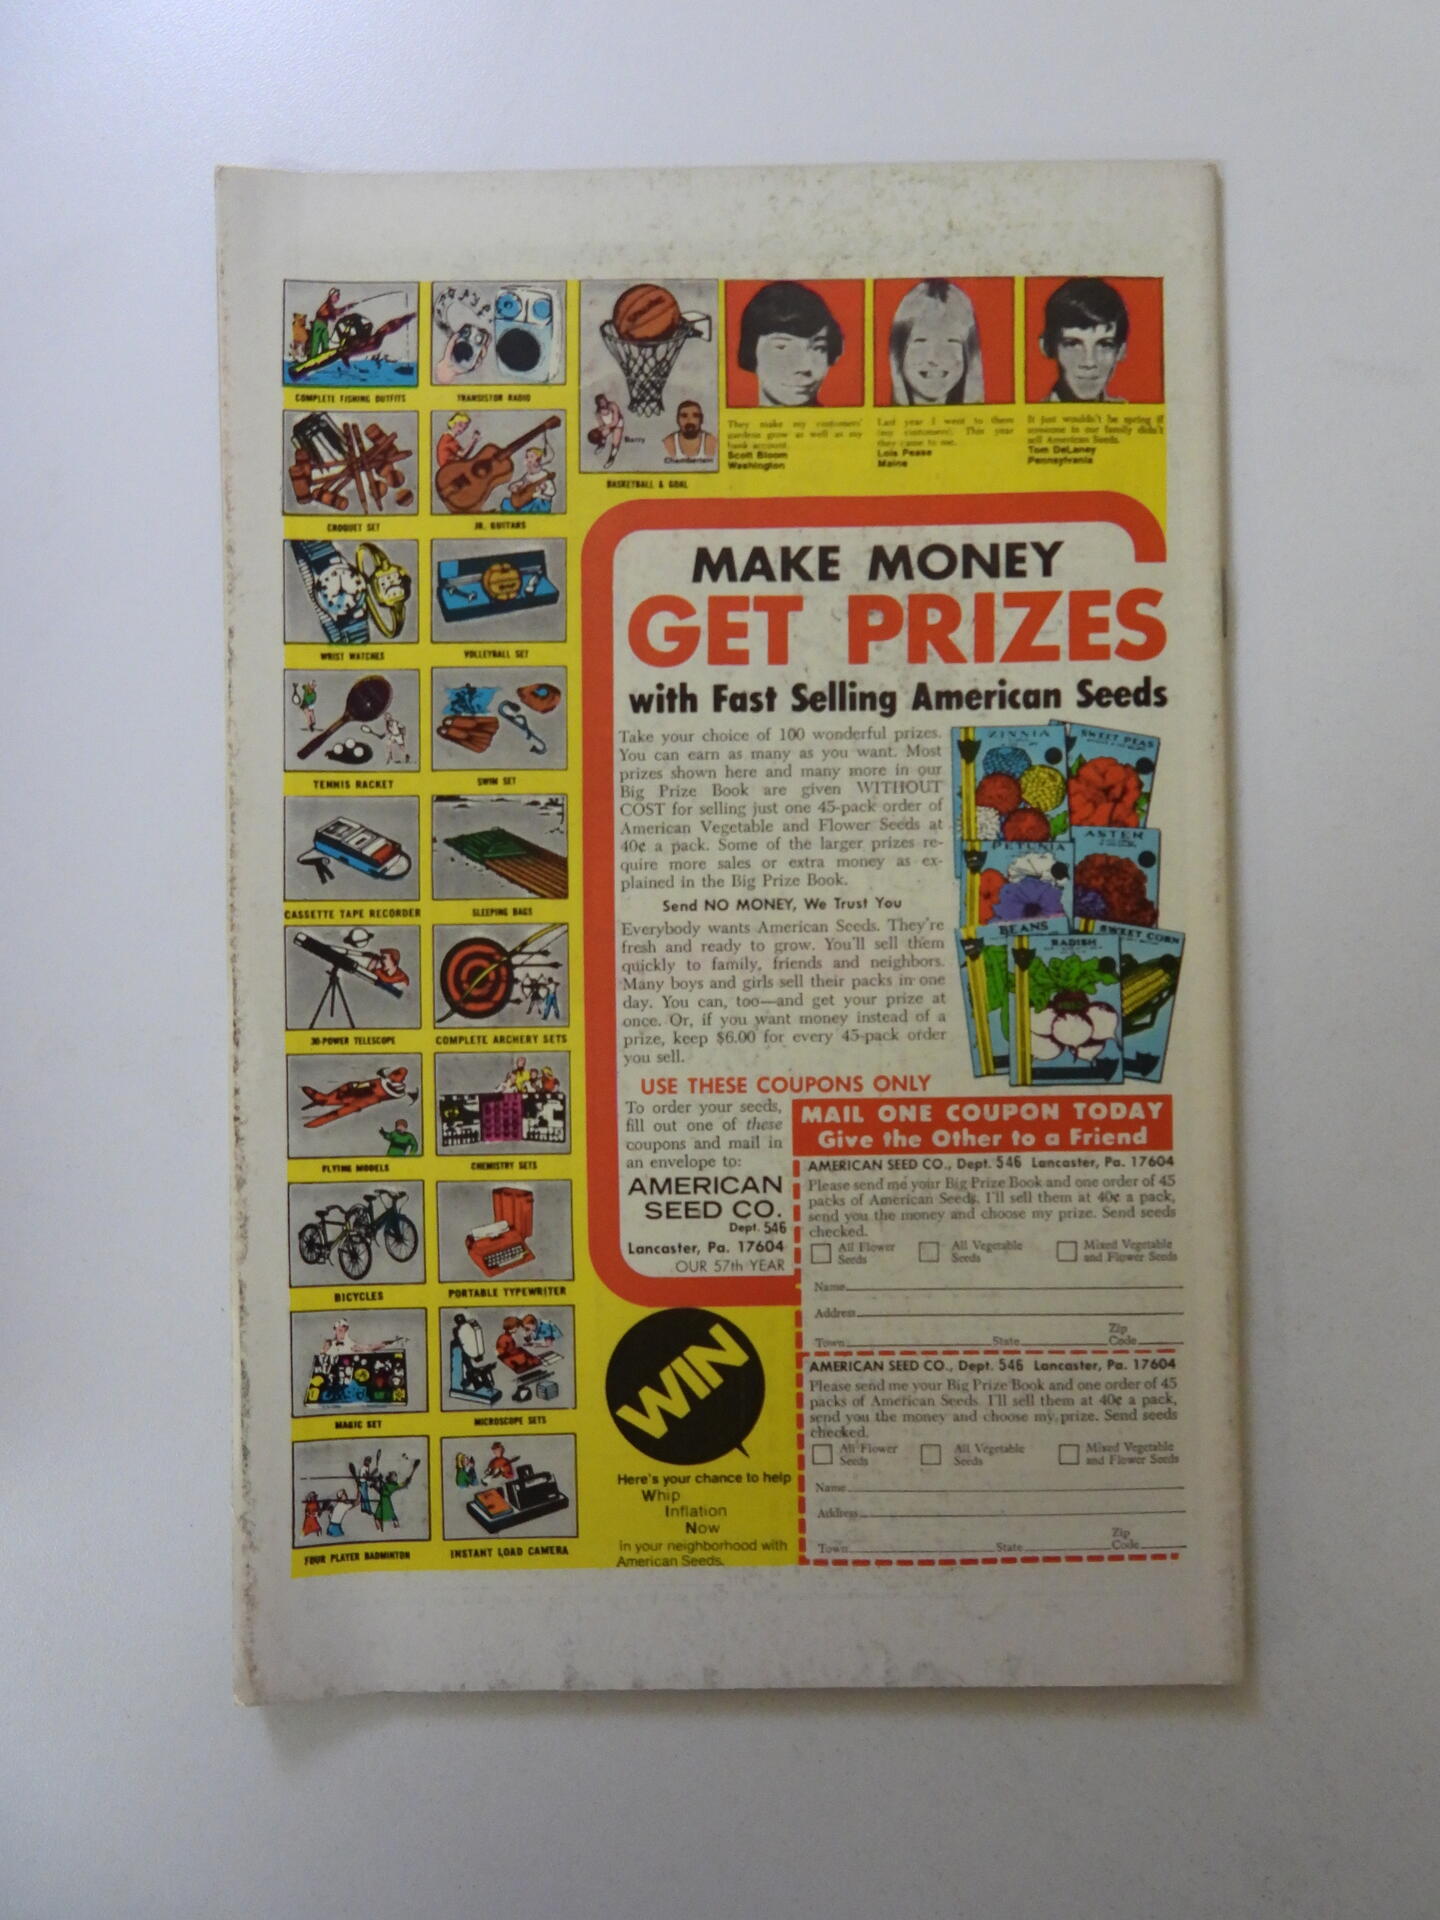 COMPLETE FISHING OUTFITS
TRANSISTOR RADIO
Barry
Chamberlain
BASKETBALL & GOAL
They make my customers'
gardens grow as well as my
bank account.
Scott Bloom
Washington
Last year I went to them
(my customers). This year
they came to me.
Lois Pease
Maine
It just wouldn't be spring if
someone in our family didn't
sell American Seeds.
Tom DeLaney
Pennsylvania
CROQUET SET
JR. GUITARS
WRIST WATCHES
VOLLEYBALL SET
TENNIS RACKET
SWIM SET
CASSETTE TAPE RECORDER
SLEEPING BAGS
30-POWER TELESCOPE
COMPLETE ARCHERY SETS
FLYING MODELS
CHEMISTRY SETS
BICYCLES
PORTABLE TYPEWRITER
MAGIC SET
MICROSCOPE SETS
FOUR PLAYER BADMINTON
INSTANT LOAD CAMERA
MAKE MONEY
GET PRIZES
with Fast Selling American Seeds
Take your choice of 100 wonderful prizes.
You can earn as many as you want. Most
prizes shown here and many more in our
Big Prize Book are given WITHOUT
COST for selling just one 45-pack order of
American Vegetable and Flower Seeds at
40¢ a pack. Some of the larger prizes re-
quire more sales or extra money as ex-
plained in the Big Prize Book.
Send NO MONEY, We Trust You
Everybody wants American Seeds. They're
fresh and ready to grow. You'll sell them
quickly to family, friends and neighbors.
Many boys and girls sell their packs in one
day. You can, too—and get your prize at
once. Or, if you want money instead of a
prize, keep $6.00 for every 45-pack order
you sell.
ZINNIA
SWEET PEAS
ASTER
PETUNIA
BEANS
SWEET CORN
RADISH
USE THESE COUPONS ONLY
To order your seeds,
fill out one of these
coupons and mail in
an envelope to:
AMERICAN
SEED CO.
Dept. 546
Lancaster, Pa. 17604
OUR 57th YEAR
MAIL ONE COUPON TODAY
Give the Other to a Friend
AMERICAN SEED CO., Dept. 546 Lancaster, Pa. 17604
Please send me your Big Prize Book and one order of 45
packs of American Seeds. I'll sell them at 40¢ a pack,
send you the money and choose my prize. Send seeds
checked.
All Flower Seeds
All Vegetable Seeds
Mixed Vegetable and Flower Seeds
Name
Address
Town State Zip Code
AMERICAN SEED CO., Dept. 546 Lancaster, Pa. 17604
Please send me your Big Prize Book and one order of 45
packs of American Seeds. I'll sell them at 40¢ a pack,
send you the money and choose my prize. Send seeds
checked.
All Flower Seeds
All Vegetable Seeds
Mixed Vegetable and Flower Seeds
Name
Address
Town State Zip Code
WIN
Here's your chance to help
Whip
Inflation
Now
in your neighborhood with
American Seeds.